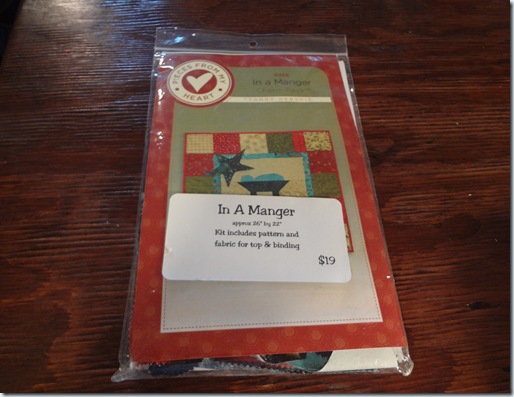 PIECES FROM MY HEART
In a Manger
In A Manger
approx 26" by 22"
Kit includes pattern and
fabric for top & binding
$19